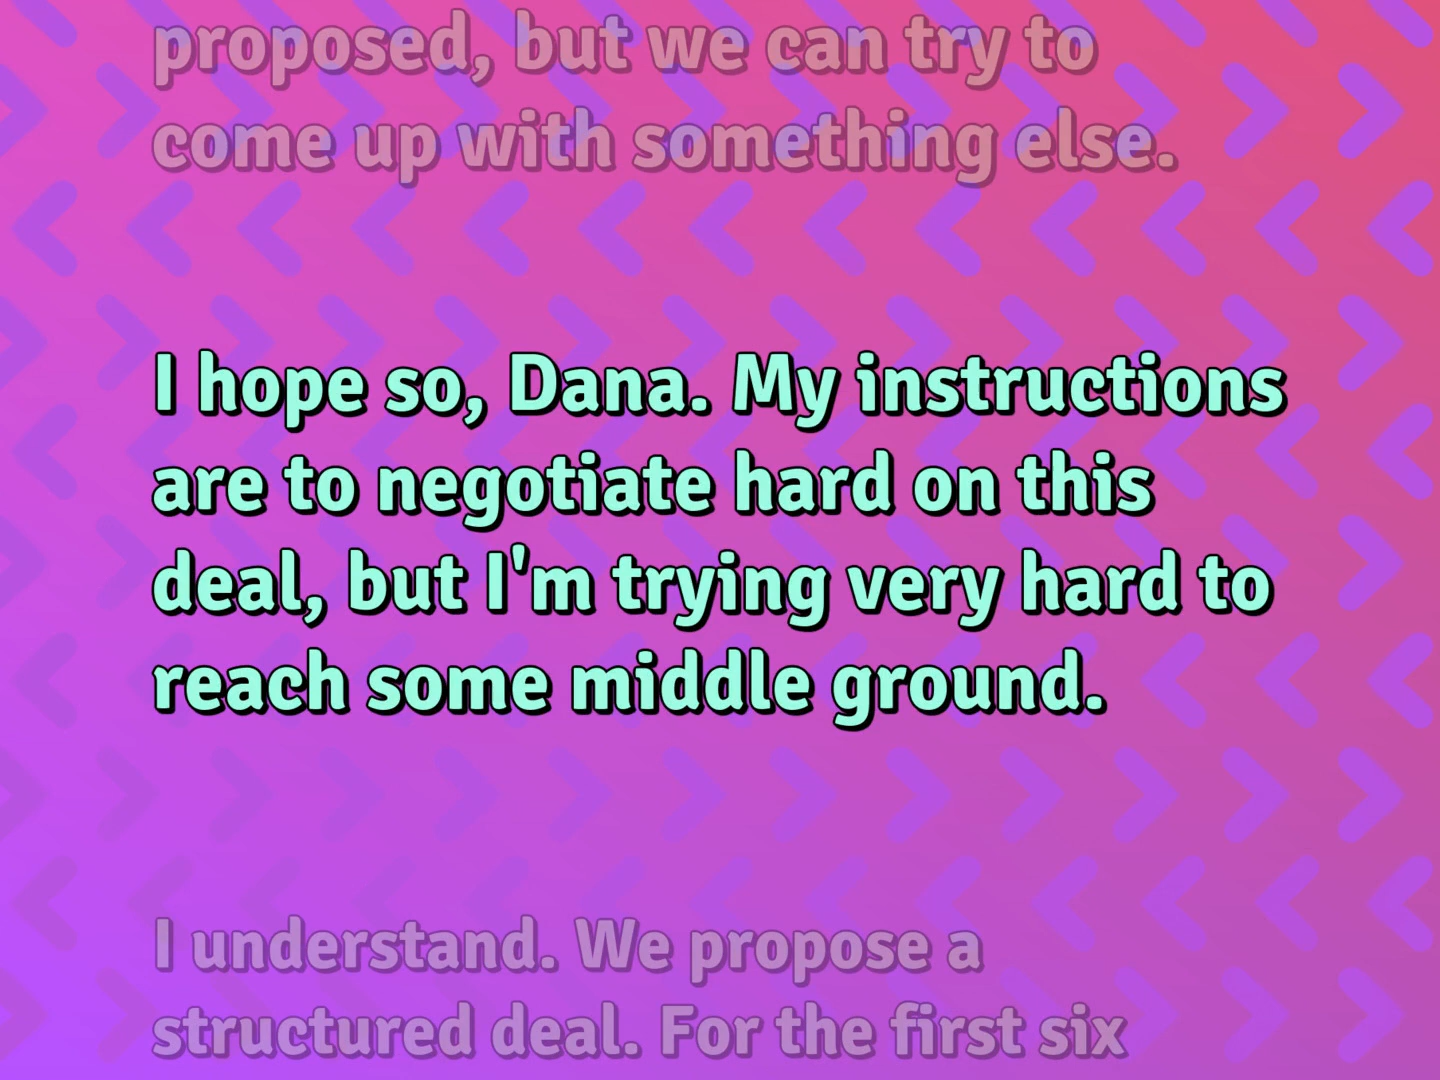 proposed, but we can try to
come up with something else.
I hope so, Dana. My instructions
are to negotiate hard on this
deal, but I'm trying very hard to
reach some middle ground.
I understand. We propose a
structured deal. For the first six